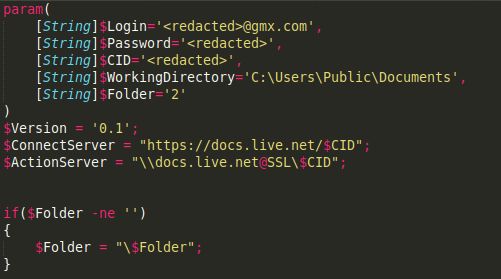 param(
    [String]$Login='<redacted>@gmx.com',
    [String]$Password='<redacted>',
    [String]$CID='<redacted>',
    [String]$WorkingDirectory='C:\Users\Public\Documents',
    [String]$Folder='2'
)
$Version = '0.1';
$ConnectServer = "https://docs.live.net/$CID";
$ActionServer = "\\docs.live.net@SSL\$CID";
if($Folder -ne '')
{
    $Folder = "\$Folder";
}